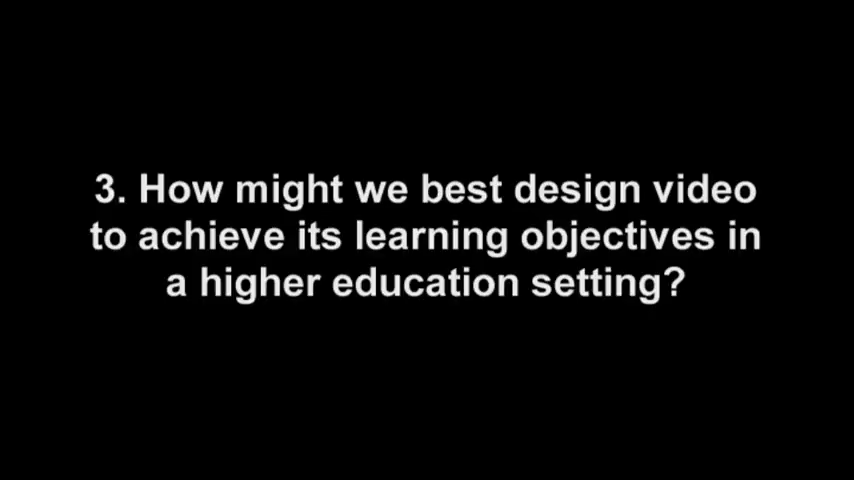 3. How might we best design video
to achieve its learning objectives in
a higher education setting?